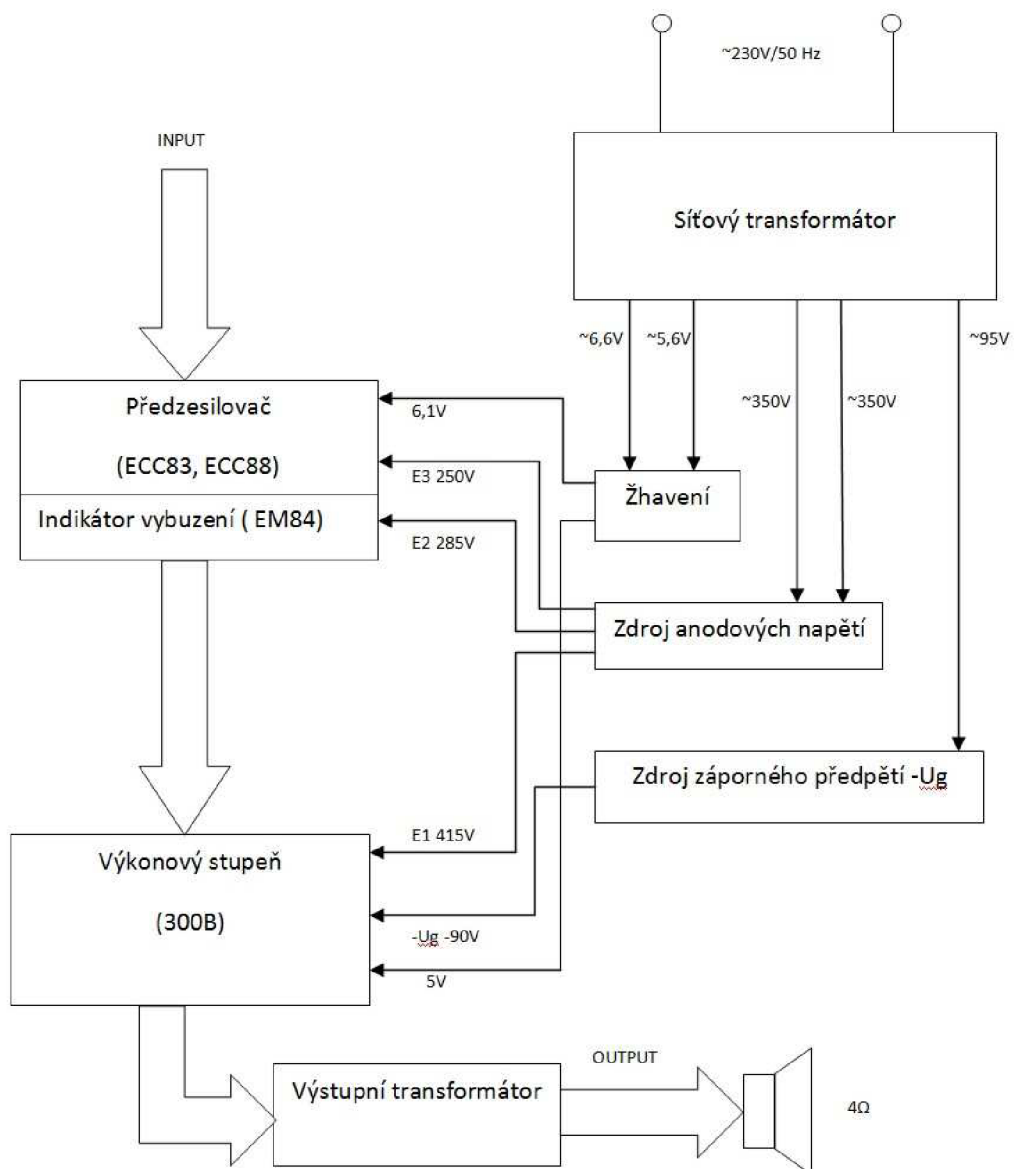 ~230V/50 Hz
INPUT
Síťový transformátor
~6,6V
~5,6V
~95V
~350V
~350V
Předzesilovač
(ECC83, ECC88)
Indikátor vybuzení ( EM84)
6,1V
E3 250V
E2 285V
Žhavení
Zdroj anodových napětí
Zdroj záporného předpětí -Ug
Výkonový stupeň
(300B)
E1 415V
-Ug -90V
5V
Výstupní transformátor
OUTPUT
4Ω